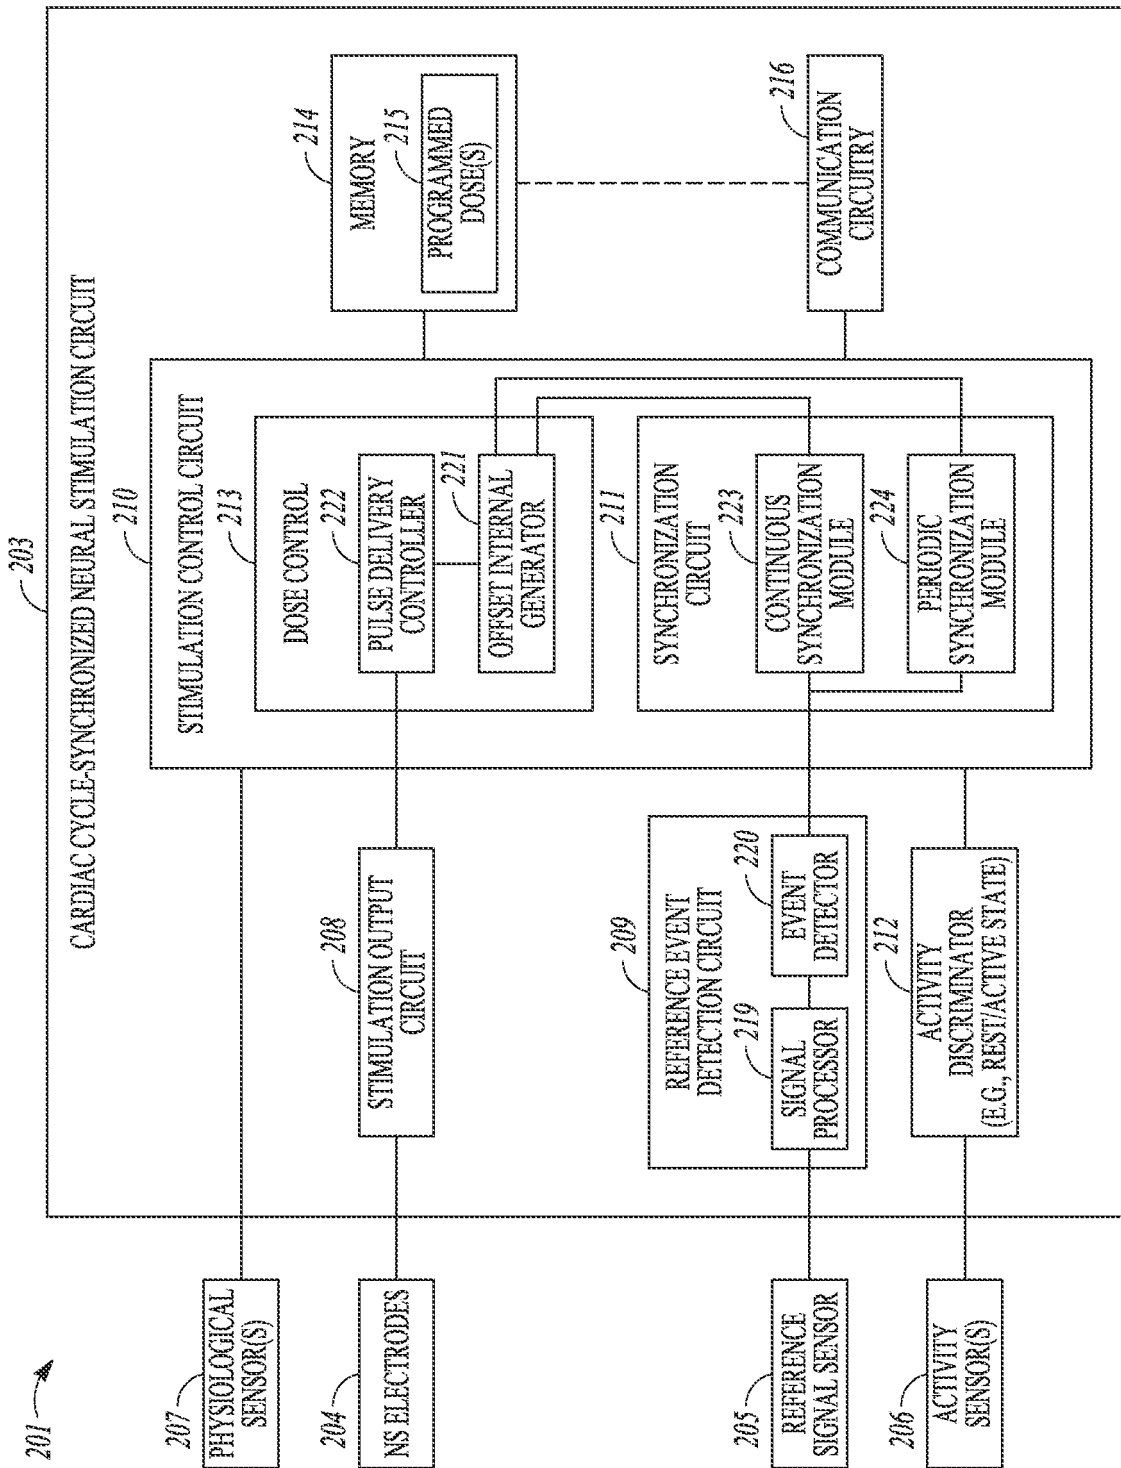 201
203
CARDIAC CYCLE-SYNCHRONIZED NEURAL STIMULATION CIRCUIT
207
PHYSIOLOGICAL
SENSOR(S)
204
NS ELECTRODES
205
REFERENCE
SIGNAL SENSOR
206
ACTIVITY
SENSOR(S)
208
STIMULATION OUTPUT
CIRCUIT
209
REFERENCE EVENT
DETECTION CIRCUIT
219
SIGNAL
PROCESSOR
220
EVENT
DETECTOR
212
ACTIVITY
DISCRIMINATOR
(E.G., REST/ACTIVE STATE)
210
STIMULATION CONTROL CIRCUIT
213
DOSE CONTROL
222
PULSE DELIVERY
CONTROLLER
221
OFFSET INTERNAL
GENERATOR
211
SYNCHRONIZATION
CIRCUIT
223
CONTINUOUS
SYNCHRONIZATION
MODULE
224
PERIODIC
SYNCHRONIZATION
MODULE
214
MEMORY
215
PROGRAMMED
DOSE(S)
216
COMMUNICATION
CIRCUITRY